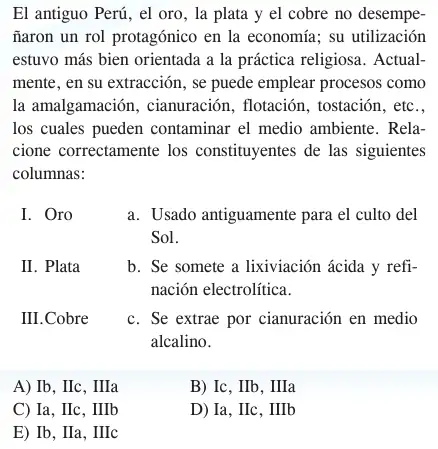 El antiguo Perú, el oro, la plata y el cobre no desempe-
ñaron un rol protagónico en la economía; su utilización
estuvo más bien orientada a la práctica religiosa. Actual-
mente, en su extracción, se puede emplear procesos como
la amalgamación, cianuración, flotación, tostación, etc.,
los cuales pueden contaminar el medio ambiente. Rela-
cione correctamente los constituyentes de las siguientes
columnas:
I. Oro a. Usado antiguamente para el culto del
Sol.
II. Plata b. Se somete a lixiviación ácida y refi-
nación electrolítica.
III.Cobre c. Se extrae por cianuración en medio
alcalino.
A) Ib, IIc, IIIa B) Ic, IIb, IIIa
C) Ia, IIc, IIIb D) Ia, IIc, IIIb
E) Ib, IIa, IIIc